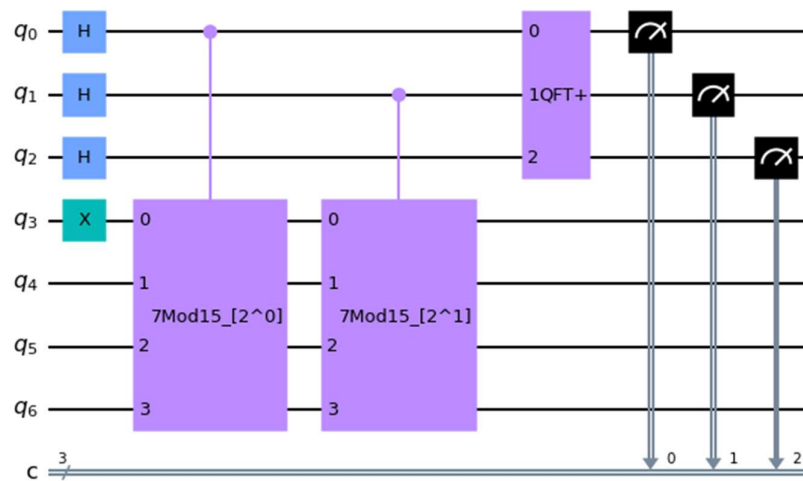 q0 H 0
q1 H 1QFT+
q2 H 2
q3 X 0 0
q4 1 1
7Mod15_[2^0] 7Mod15_[2^1]
q5 2 2
q6 3 3
c 3 0 1 2